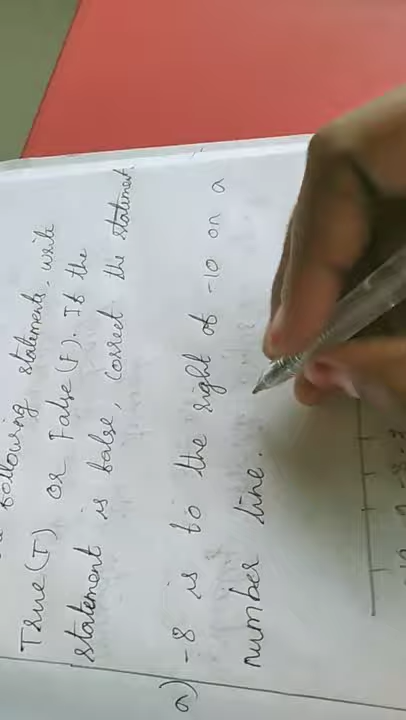 following statements, write
True(T) or False(F). If the
statement is false, correct the statement.
a) -8 is to the right of -10 on a
number line.